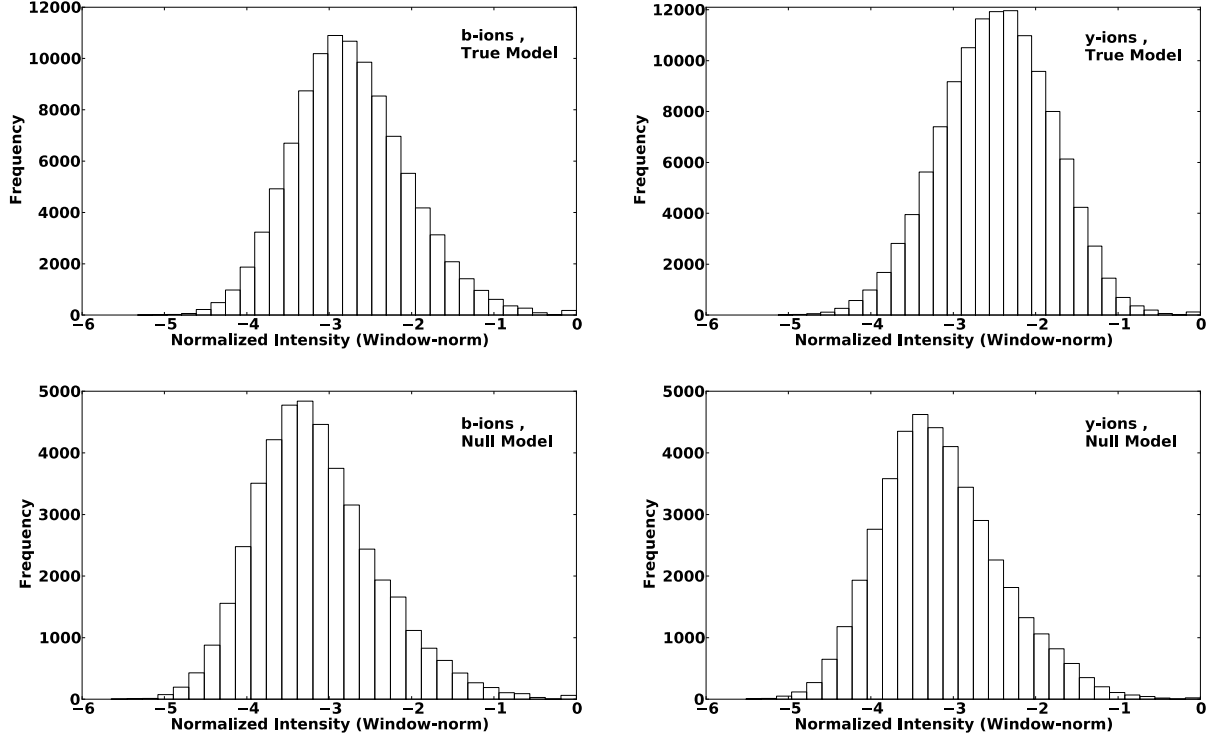 12000
10000
8000
6000
4000
2000
0
Frequency
b-ions ,
True Model
−6 −5 −4 −3 −2 −1 0
Normalized Intensity (Window-norm)
12000
10000
8000
6000
4000
2000
0
Frequency
y-ions ,
True Model
−6 −5 −4 −3 −2 −1 0
Normalized Intensity (Window-norm)
5000
4000
3000
2000
1000
0
Frequency
b-ions ,
Null Model
−6 −5 −4 −3 −2 −1 0
Normalized Intensity (Window-norm)
5000
4000
3000
2000
1000
0
Frequency
y-ions ,
Null Model
−6 −5 −4 −3 −2 −1 0
Normalized Intensity (Window-norm)